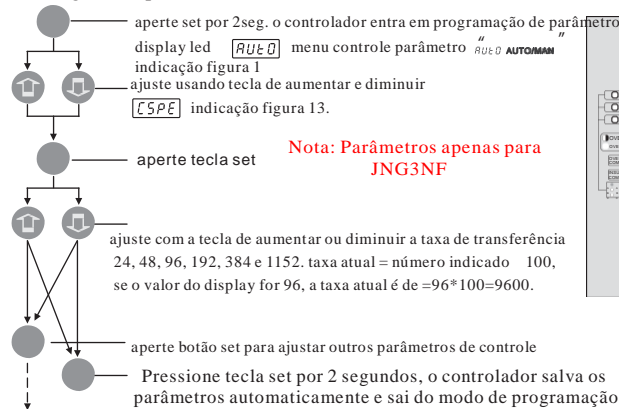 aperte set por 2seg. o controlador entra em programação de parâmetro
display led AUTO menu controle parâmetro "AUTO AUTO/MAN"
indicação figura 1
ajuste usando tecla de aumentar e diminuir
CSPE indicação figura 13.
Nota: Parâmetros apenas para
JNG3NF
aperte tecla set
ajuste com a tecla de aumentar ou diminuir a taxa de transferência
24, 48, 96, 192, 384 e 1152. taxa atual = número indicado 100,
se o valor do display for 96, a taxa atual é de =96*100=9600.
aperte botão set para ajustar outros parâmetros de controle
Pressione tecla set por 2 segundos, o controlador salva os
parâmetros automaticamente e sai do modo de programação